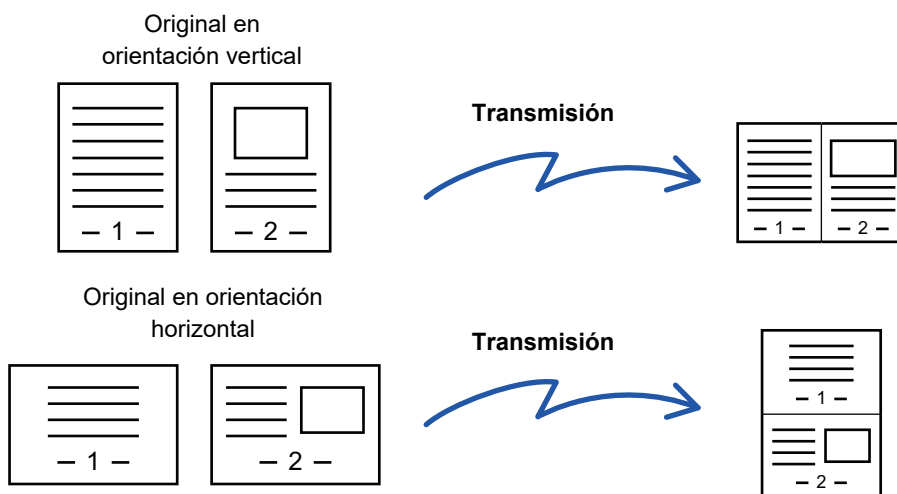 Original en
orientación vertical
Transmisión
– 1 –
– 2 –
– 1 –
– 2 –
Original en orientación
horizontal
Transmisión
– 1 –
– 2 –
– 1 –
– 2 –